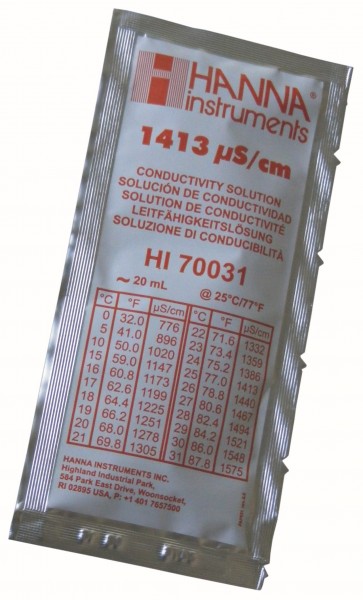 HANNA
instruments
1413 µS/cm
CONDUCTIVITY SOLUTION
SOLUCIÓN DE CONDUCTIVIDAD
SOLUTION DE CONDUCTIVITÉ
LEITFÄHIGKEITSLÖSUNG
SOLUZIONE DI CONDUCIBILITÀ
HI 70031
~ 20 mL @ 25°C/77°F
°C °F µS/cm °C °F µS/cm
0 32.0 776 22 71.6 1332
5 41.0 896 23 73.4 1359
10 50.0 1020 24 75.2 1386
15 59.0 1147 25 77.0 1413
16 60.8 1173 26 78.8 1440
17 62.6 1199 27 80.6 1467
18 64.4 1225 28 82.4 1494
19 66.2 1251 29 84.2 1521
20 68.0 1278 30 86.0 1548
21 69.8 1305 31 87.8 1575
HANNA INSTRUMENTS INC.
Highland Industrial Park,
584 Park East Drive, Woonsocket,
RI 02895 USA, P: +1 401 7657500